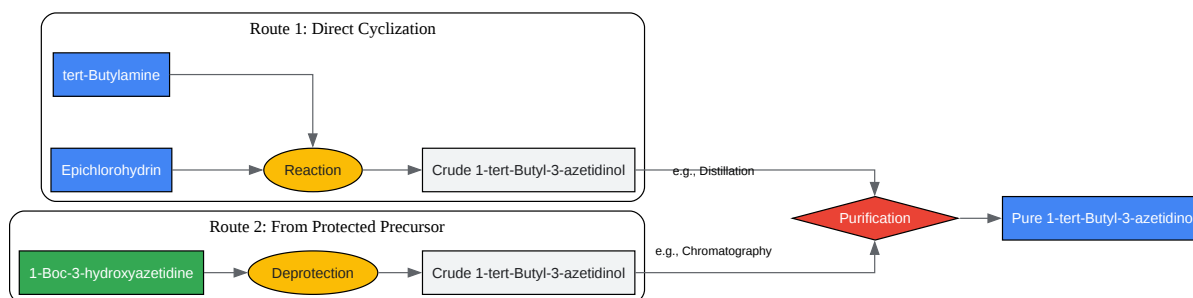 Route 1: Direct Cyclization
tert-Butylamine
Epichlorohydrin
Reaction
Crude 1-tert-Butyl-3-azetidinol
e.g., Distillation
Route 2: From Protected Precursor
1-Boc-3-hydroxyazetidine
Deprotection
Crude 1-tert-Butyl-3-azetidinol
e.g., Chromatography
Purification
Pure 1-tert-Butyl-3-azetidinol